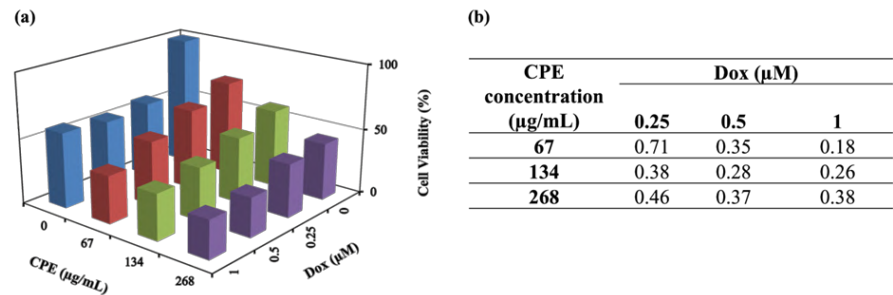 (a)
100
50
0
Cell Viability (%)
0
67
134
268
CPE (µg/mL)
1
0.5
0.25
0
Dox (µM)
(b)
CPE concentration (µg/mL) Dox (µM)
0.25 0.5 1
67 0.71 0.35 0.18
134 0.38 0.28 0.26
268 0.46 0.37 0.38